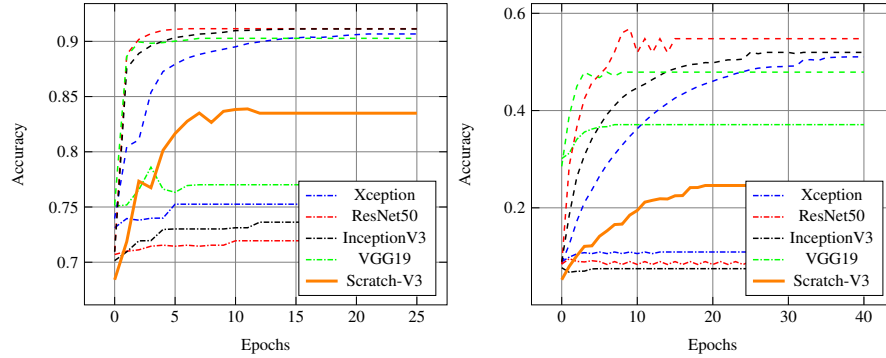 0.9
0.85
0.8
0.75
0.7
Accuracy
0 5 10 15 20 25
Epochs
Xception
ResNet50
InceptionV3
VGG19
Scratch-V3
0.6
0.4
0.2
Accuracy
0 10 20 30 40
Epochs
Xception
ResNet50
InceptionV3
VGG19
Scratch-V3